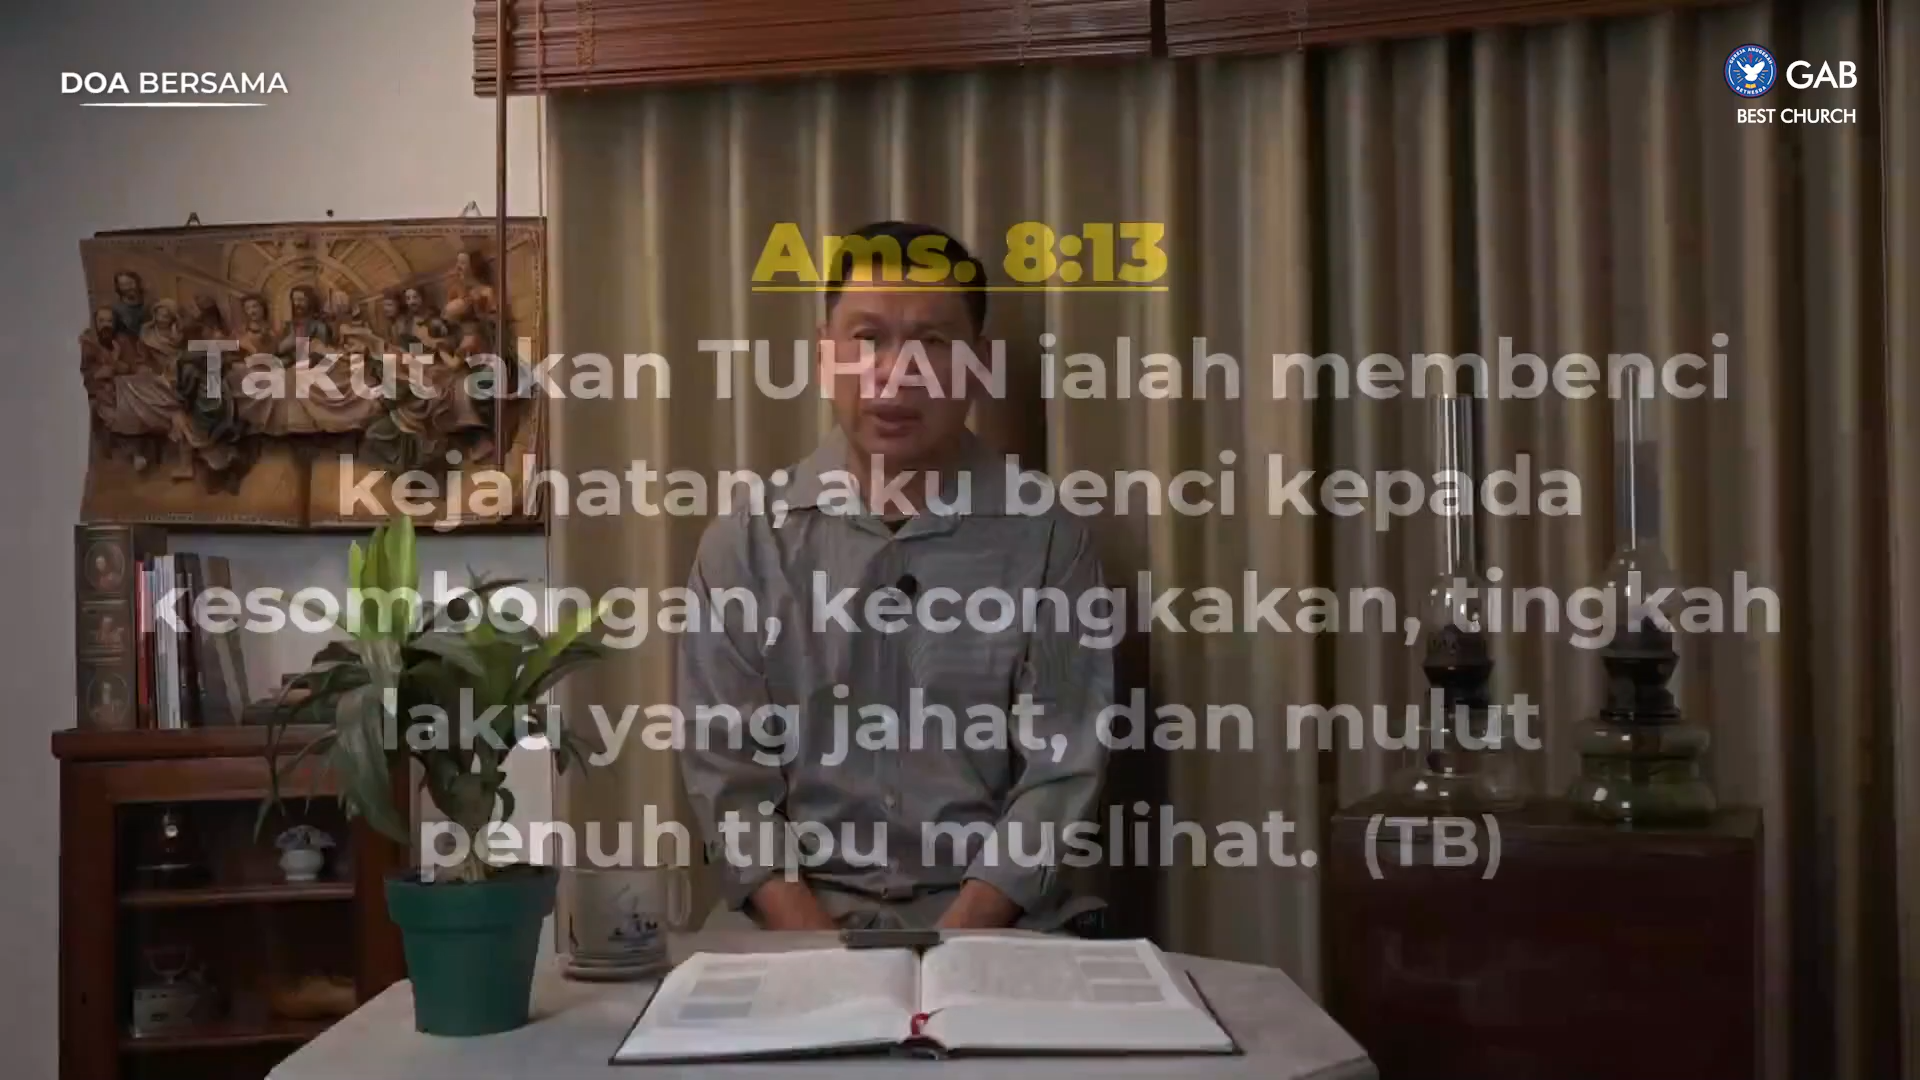 DOA BERSAMA
GAB
BEST CHURCH
Ams. 8:13
Takut akan TUHAN ialah membenci
kejahatan; aku benci kepada
kesombongan, kecongkakan, tingkah
laku yang jahat, dan mulut
penuh tipu muslihat. (TB)